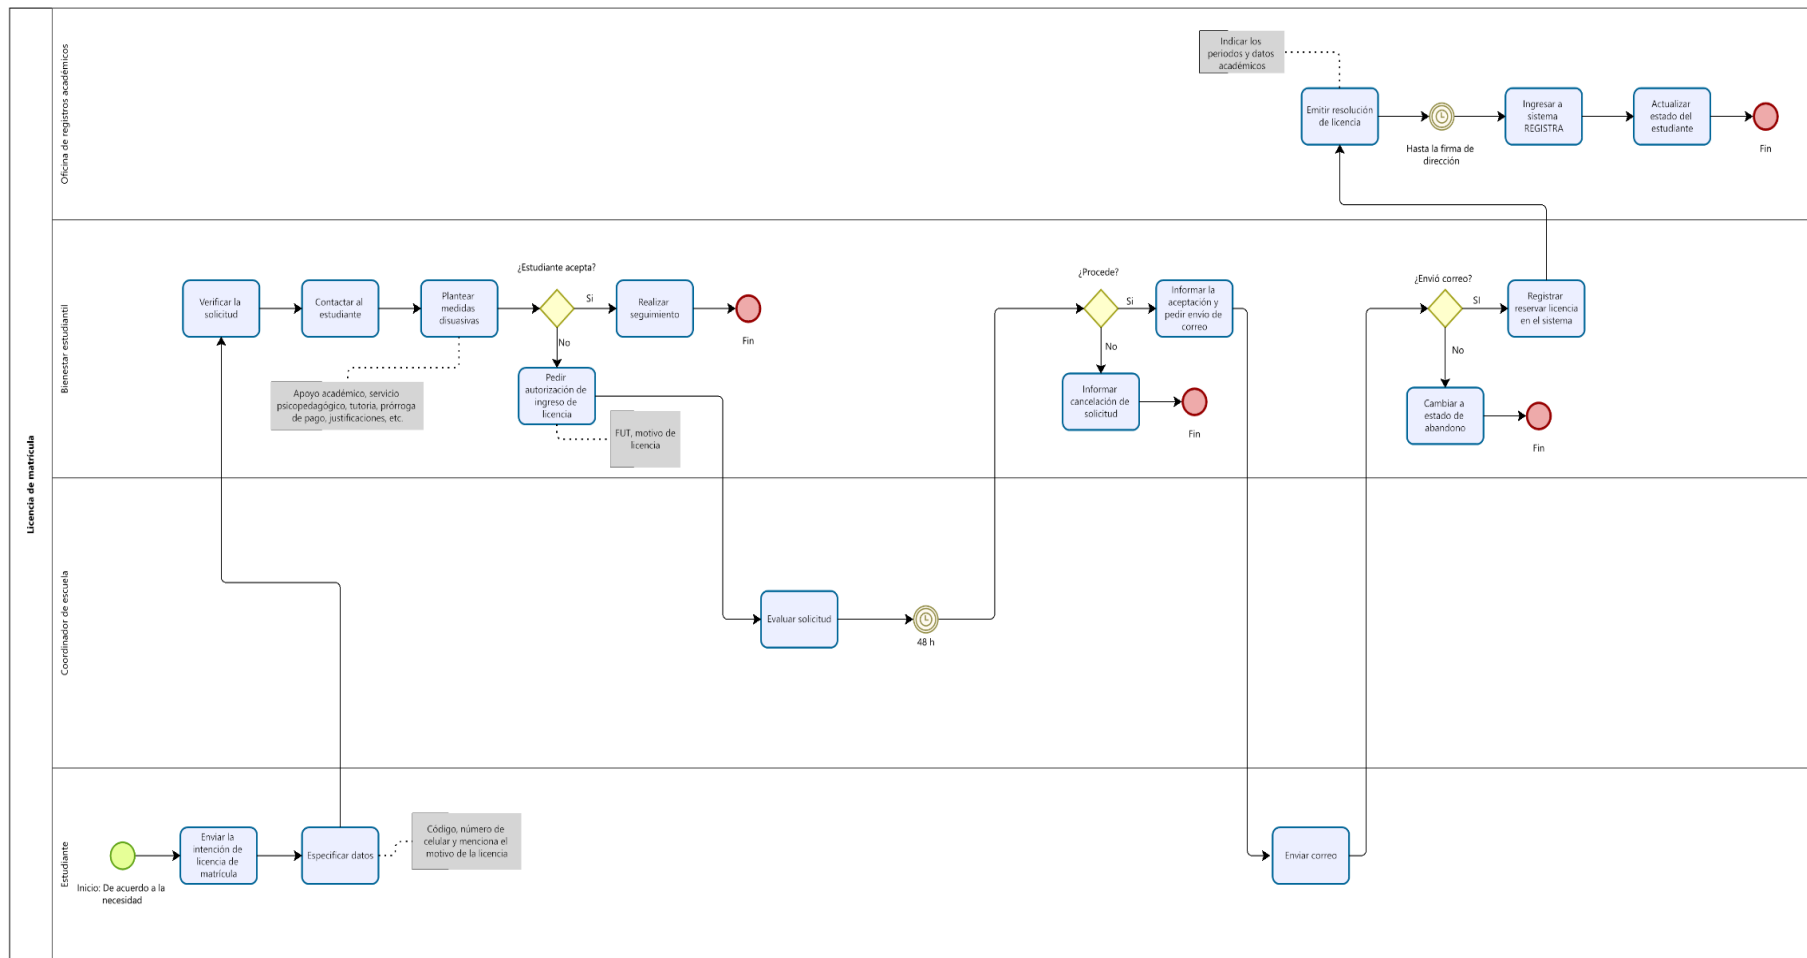 Licencia de matrícula
Oficina de registros académicos
Indicar los
periodos y datos
académicos
Emitir resolución
de licencia
Hasta la firma de
dirección
Ingresar a
sistema
REGISTRA
Actualizar
estado del
estudiante
Fin
Bienestar estudiantil
Verificar la
solicitud
Contactar al
estudiante
Plantear
medidas
disuasivas
Apoyo académico, servicio
psicopedagógico, tutoria, prórroga
de pago, justificaciones, etc.
¿Estudiante acepta?
Si
No
Realizar
seguimiento
Fin
Pedir
autorización de
ingreso de
licencia
FUT, motivo de
licencia
¿Procede?
Si
No
Informar la
aceptación y
pedir envío de
correo
Informar
cancelación de
solicitud
Fin
¿Envió correo?
SI
No
Registrar
reservar licencia
en el sistema
Cambiar a
estado de
abandono
Fin
Coordinador de escuela
Evaluar solicitud
48 h
Estudiante
Inicio: De acuerdo a la
necesidad
Enviar la
intención de
licencia de
matrícula
Especificar datos
Código, número de
celular y menciona el
motivo de la licencia
Enviar correo